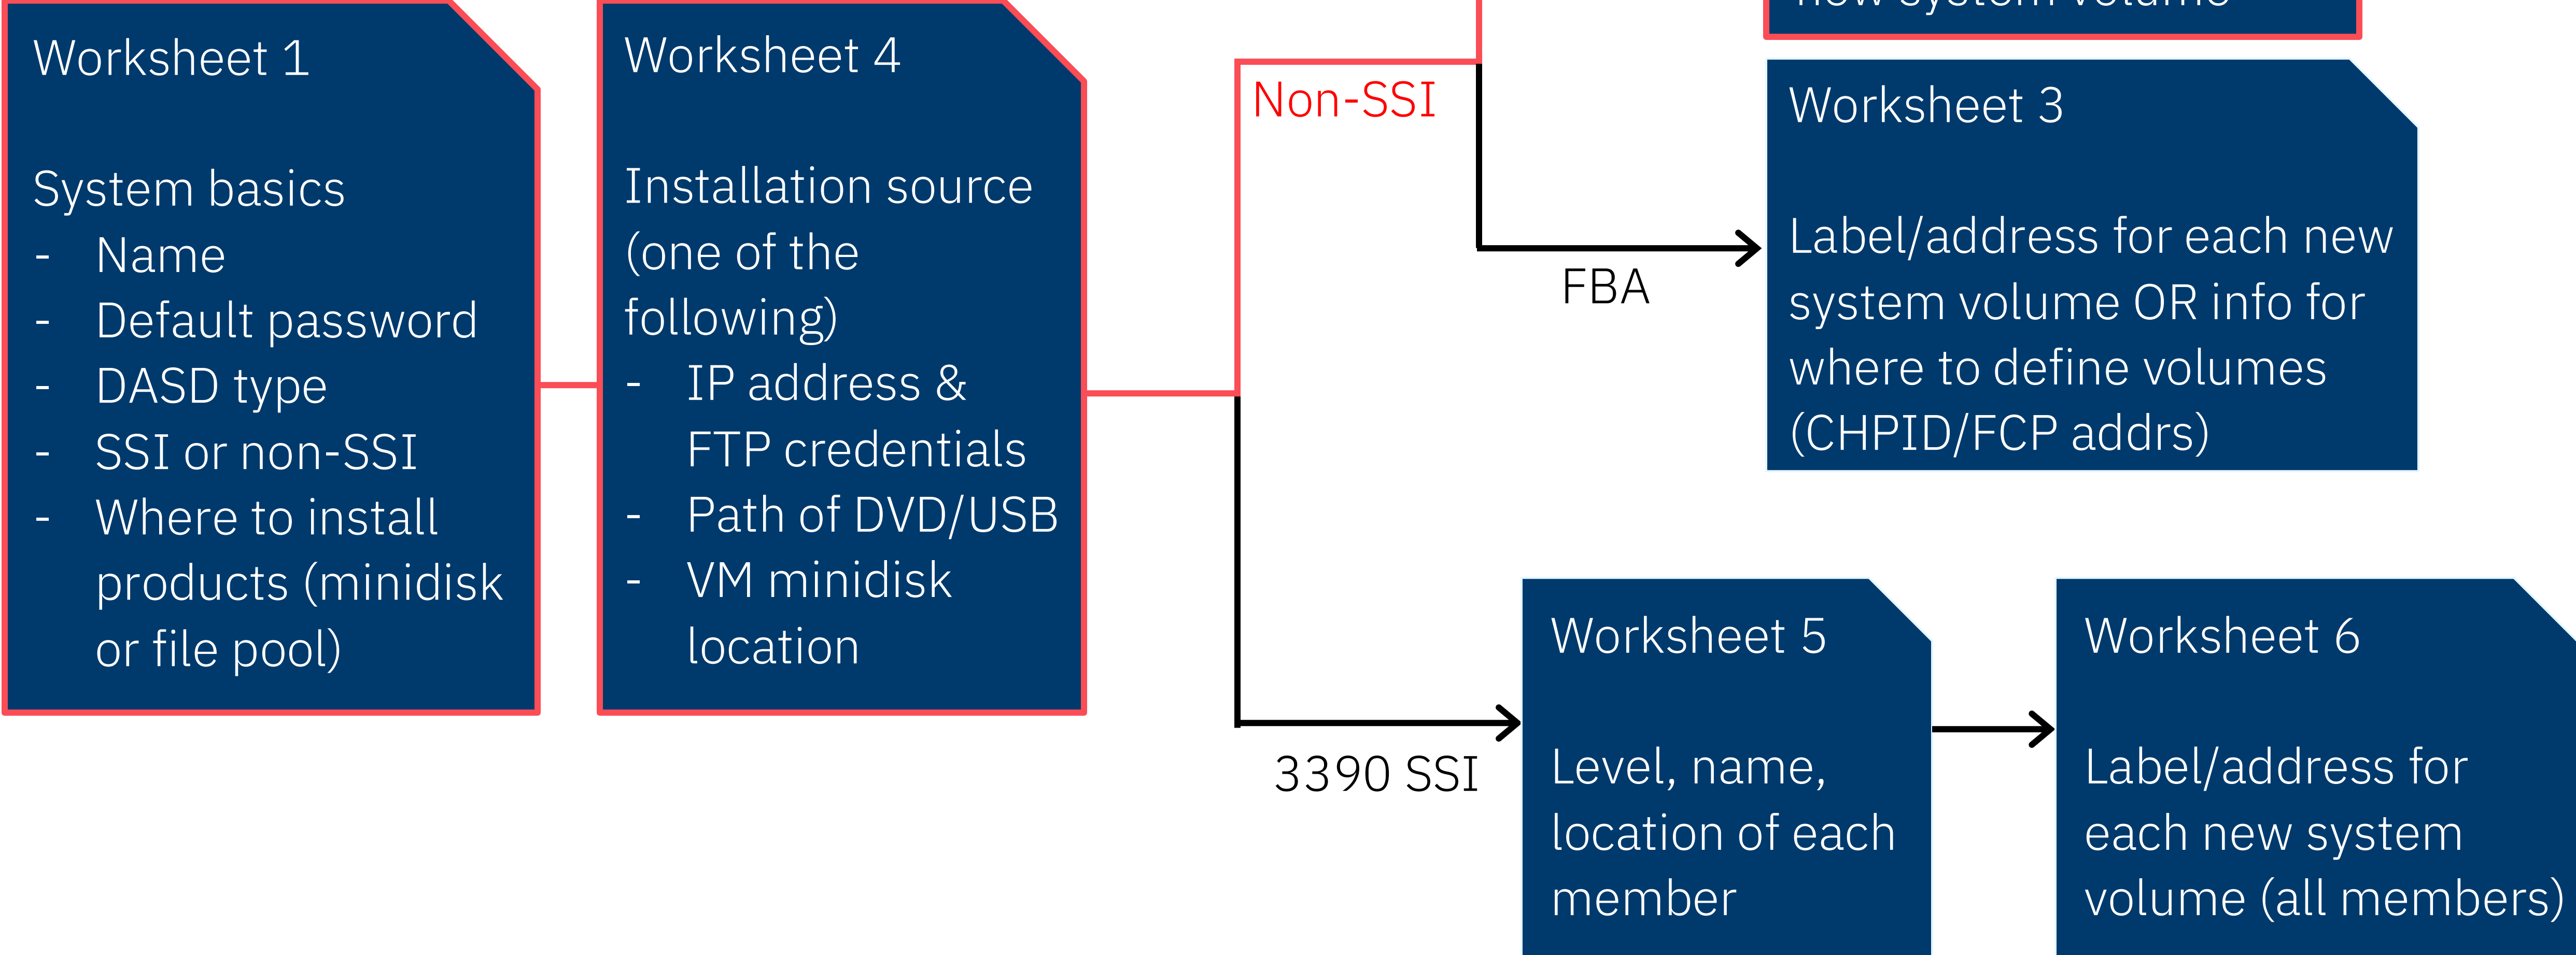 Worksheet 1
System basics
- Name
- Default password
- DASD type
- SSI or non-SSI
- Where to install
products (minidisk
or file pool)
Worksheet 4
Installation source
(one of the
following)
- IP address &
FTP credentials
- Path of DVD/USB
- VM minidisk
location
Non-SSI
new system volume
FBA
Worksheet 3
Label/address for each new
system volume OR info for
where to define volumes
(CHPID/FCP addrs)
3390 SSI
Worksheet 5
Level, name,
location of each
member
Worksheet 6
Label/address for
each new system
volume (all members)